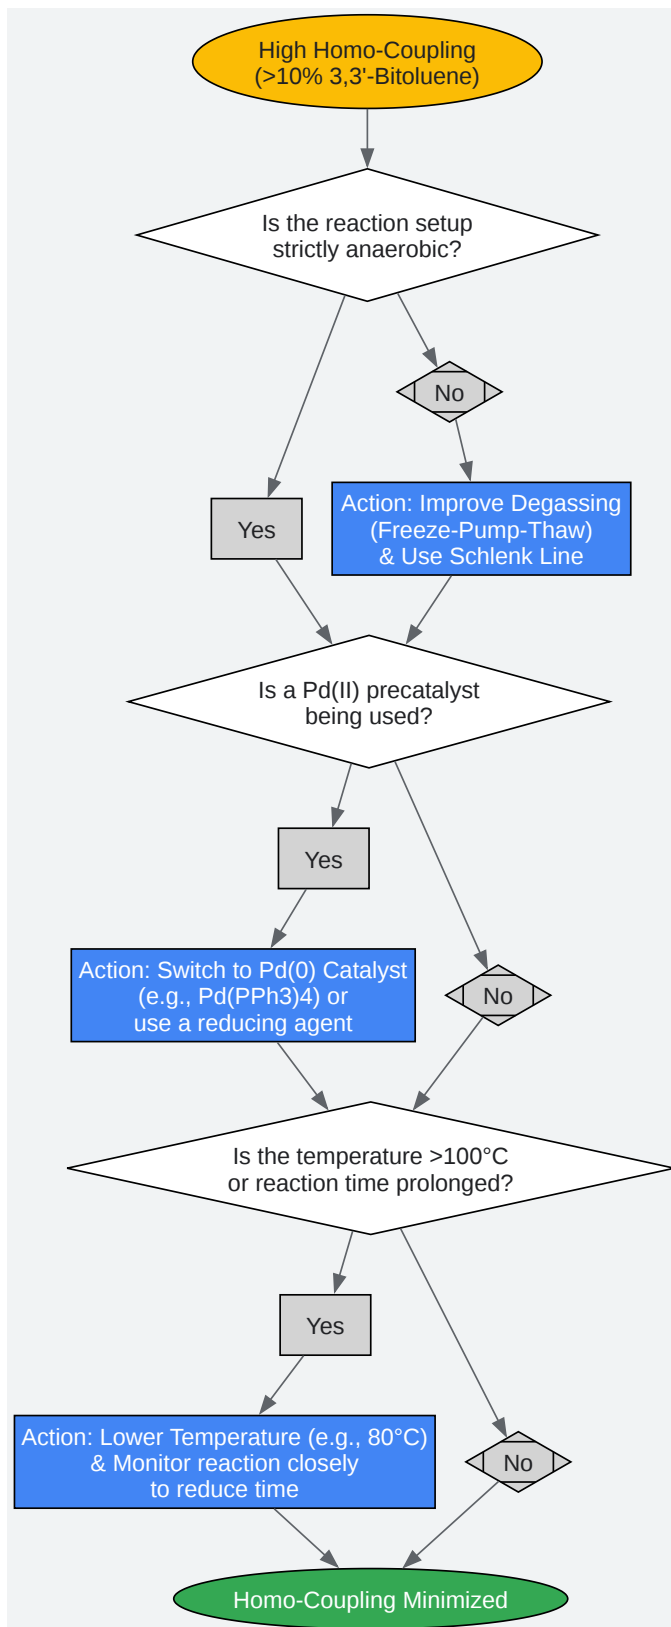 High Homo-Coupling
(>10% 3,3'-Bitoluene)
Is the reaction setup
strictly anaerobic?
No
Yes
Action: Improve Degassing
(Freeze-Pump-Thaw)
& Use Schlenk Line
Is a Pd(II) precatalyst
being used?
Yes
Action: Switch to Pd(0) Catalyst
(e.g., Pd(PPh3)4) or
use a reducing agent
No
Is the temperature >100°C
or reaction time prolonged?
Yes
Action: Lower Temperature (e.g., 80°C)
& Monitor reaction closely
to reduce time
No
Homo-Coupling Minimized